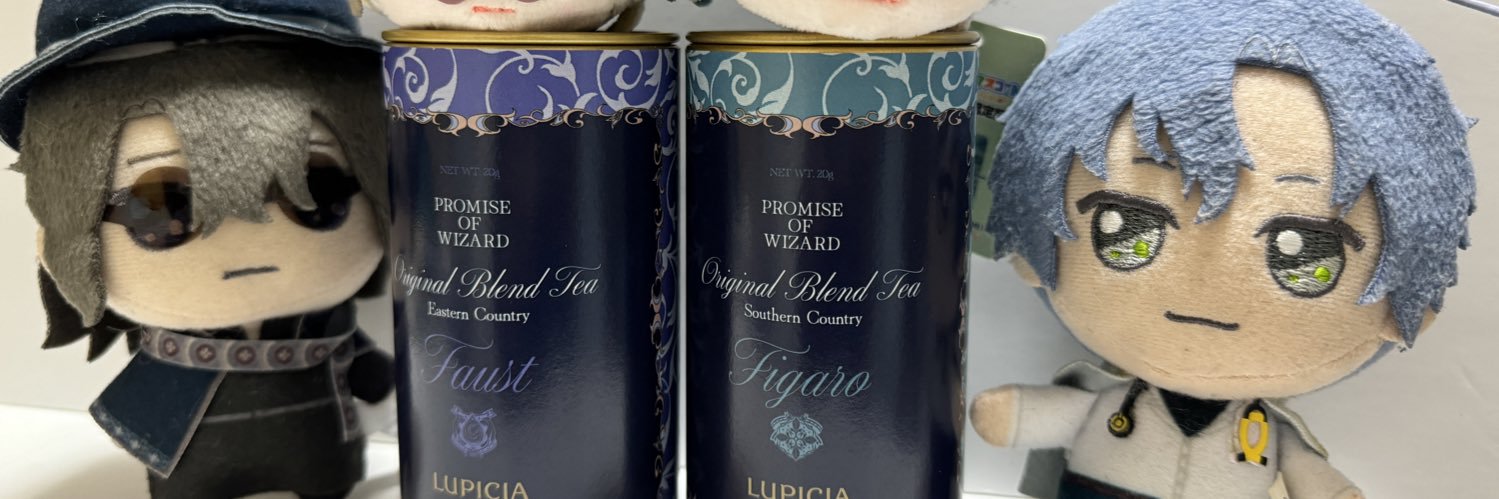 NET WT. 20g
PROMISE
OF
WIZARD
Original Blend Tea
Eastern Country
Faust
LUPICIA
NET WT. 20g
PROMISE
OF
WIZARD
Original Blend Tea
Southern Country
Figaro
LUPICIA